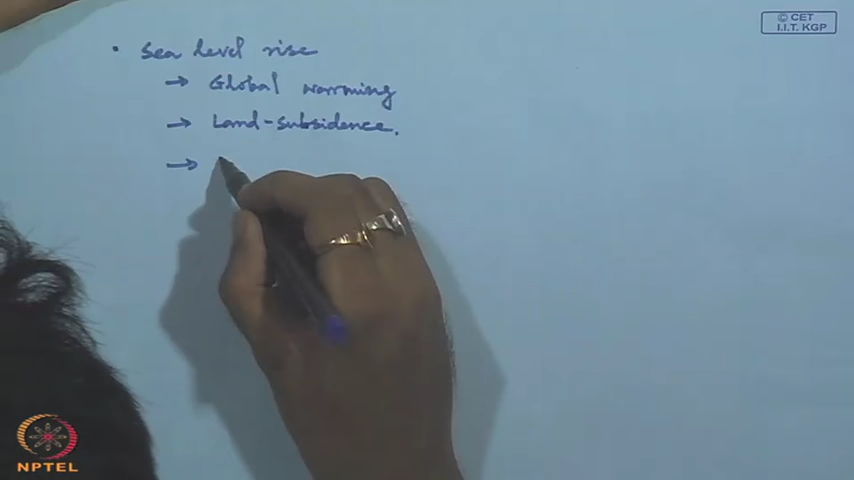 © CET
I.I.T. KGP
• Sea level rise
→ Global warming
→ Land-subsidence.
→
NPTEL